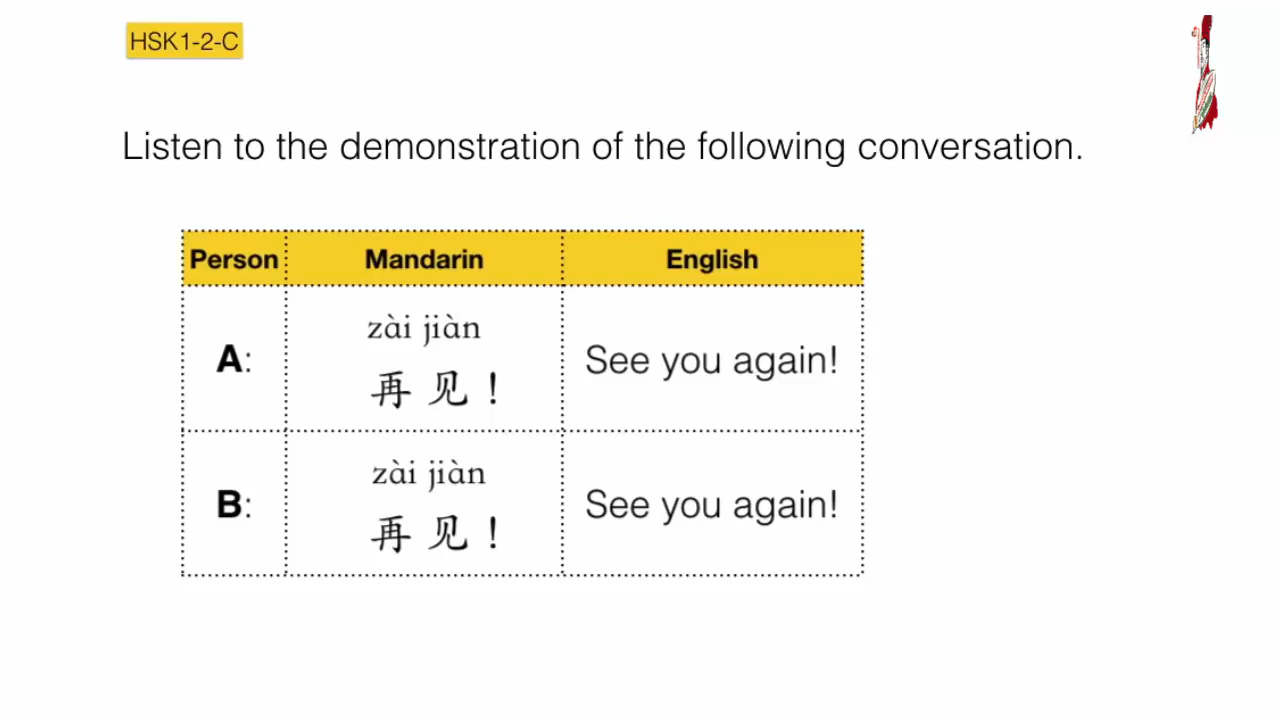 HSK1-2-C
Listen to the demonstration of the following conversation.
Person Mandarin English
A: zài jiàn See you again!
再 见 !
B: zài jiàn See you again!
再 见 !